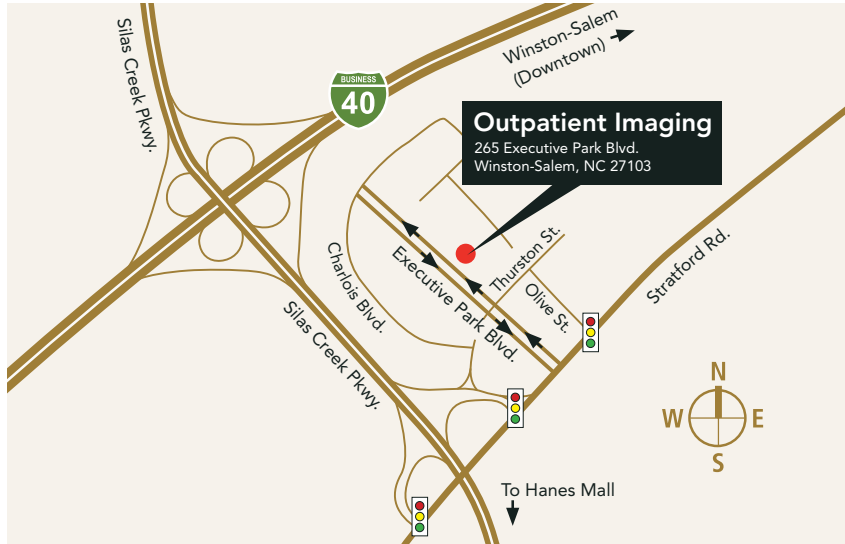 Silas Creek Pkwy.
Winston-Salem
(Downtown)
BUSINESS
40
Outpatient Imaging
265 Executive Park Blvd.
Winston-Salem, NC 27103
Thurston St.
Stratford Rd.
Charlois Blvd.
Executive Park Blvd.
Olive St.
Silas Creek Pkwy.
N
W
E
S
To Hanes Mall